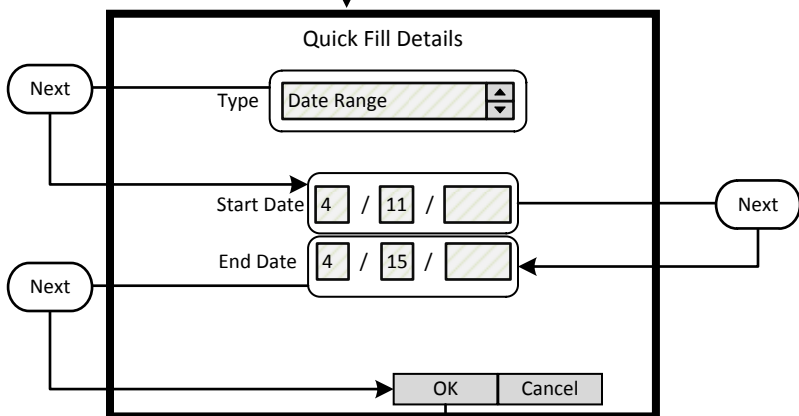 Quick Fill Details
Next
Type Date Range
Start Date 4 / 11 /
Next
End Date 4 / 15 /
Next
OK Cancel